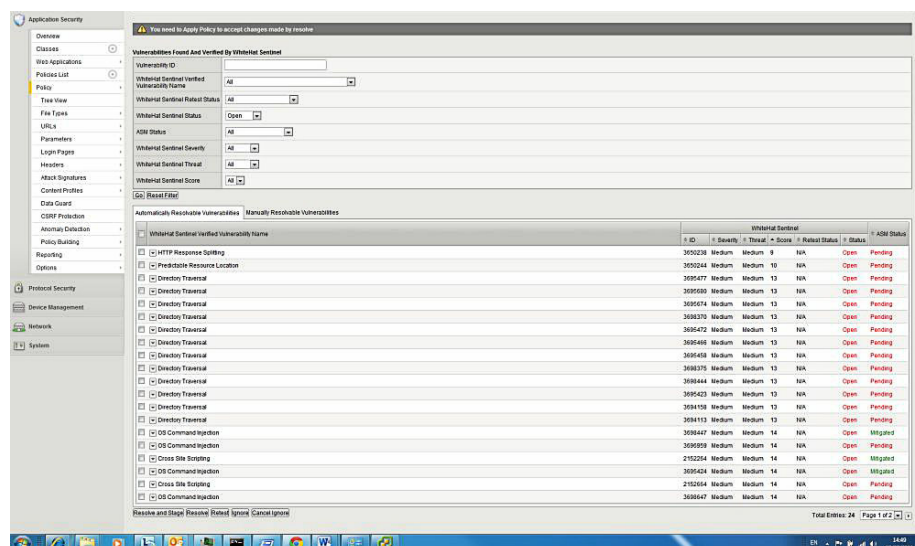 Application Security
Overview
Classes
Web Applications
Policies List
Policy
Tree View
File Types
URLs
Parameters
Login Pages
Headers
Attack Signatures
Content Profiles
Data Guard
CSRF Protection
Anomaly Detection
Policy Building
Reporting
Options
Protocol Security
Device Management
Network
System
You need to Apply Policy to accept changes made by resolve
Vulnerabilities Found And Verified By WhiteHat Sentinel
Vulnerability ID
WhiteHat Sentinel Verified Vulnerability Name All
WhiteHat Sentinel Retest Status All
WhiteHat Sentinel Status Open
ASM Status All
WhiteHat Sentinel Severity All
WhiteHat Sentinel Threat All
WhiteHat Sentinel Score All
Go Reset Filter
Automatically Resolvable Vulnerabilities Manually Resolvable Vulnerabilities
WhiteHat Sentinel Verified Vulnerability Name WhiteHat Sentinel ASM Status
ID Severity Threat Score Retest Status Status
HTTP Response Splitting 3650238 Medium Medium 9 N/A Open Pending
Predictable Resource Location 3650244 Medium Medium 10 N/A Open Pending
Directory Traversal 3695477 Medium Medium 13 N/A Open Pending
Directory Traversal 3695680 Medium Medium 13 N/A Open Pending
Directory Traversal 3695674 Medium Medium 13 N/A Open Pending
Directory Traversal 3698370 Medium Medium 13 N/A Open Pending
Directory Traversal 3695472 Medium Medium 13 N/A Open Pending
Directory Traversal 3695466 Medium Medium 13 N/A Open Pending
Directory Traversal 3695458 Medium Medium 13 N/A Open Pending
Directory Traversal 3698375 Medium Medium 13 N/A Open Pending
Directory Traversal 3698444 Medium Medium 13 N/A Open Pending
Directory Traversal 3695423 Medium Medium 13 N/A Open Pending
Directory Traversal 3694158 Medium Medium 13 N/A Open Pending
Directory Traversal 3694113 Medium Medium 13 N/A Open Pending
OS Command Injection 3698447 Medium Medium 14 N/A Open Mitigated
OS Command Injection 3696959 Medium Medium 14 N/A Open Pending
Cross Site Scripting 2152254 Medium Medium 14 N/A Open Mitigated
OS Command Injection 3695424 Medium Medium 14 N/A Open Mitigated
Cross Site Scripting 2152664 Medium Medium 14 N/A Open Pending
OS Command Injection 3698647 Medium Medium 14 N/A Open Pending
Resolve and Stage Resolve Retest Ignore Cancel Ignore
Total Entries: 24 Page 1 of 2
EN 14:49